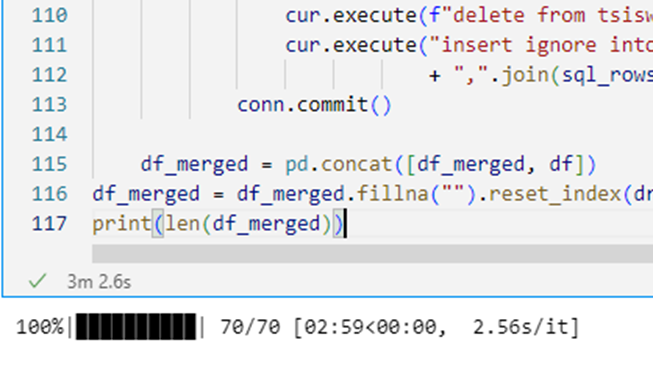 110 cur.execute(f"delete from tsisw
111 cur.execute("insert ignore into
112 + ",".join(sql_rows
113 conn.commit()
114
115 df_merged = pd.concat([df_merged, df])
116 df_merged = df_merged.fillna("").reset_index(dr
117 print(len(df_merged))
3m 2.6s
100%|██████████| 70/70 [02:59<00:00, 2.56s/it]